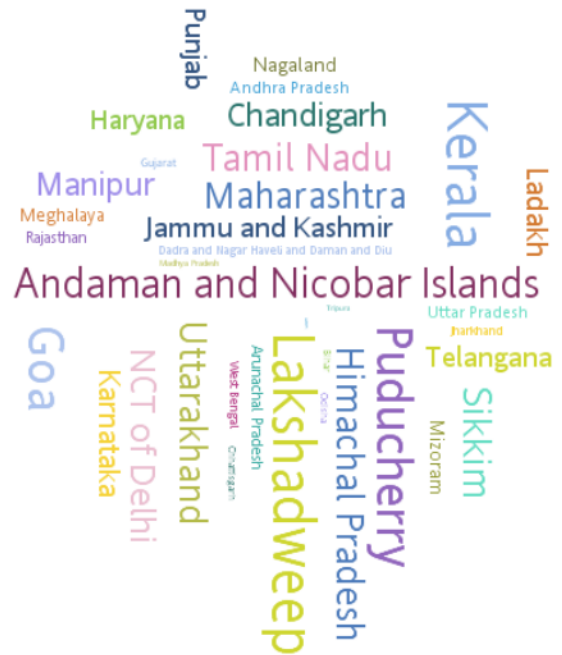 Punjab
Nagaland
Andhra Pradesh
Haryana
Chandigarh
Kerala
Gujarat
Tamil Nadu
Manipur
Maharashtra
Ladakh
Meghalaya
Jammu and Kashmir
Rajasthan
Dadra and Nagar Haveli and Daman and Diu
Madhya Pradesh
Andaman and Nicobar Islands
Tripura
Uttar Pradesh
Jharkhand
Goa
NCT of Delhi
Karnataka
Uttarakhand
West Bengal
Chhattisgarh
Arunachal Pradesh
Lakshadweep
Bihar
Odisha
Himachal Pradesh
Puducherry
Telangana
Mizoram
Sikkim